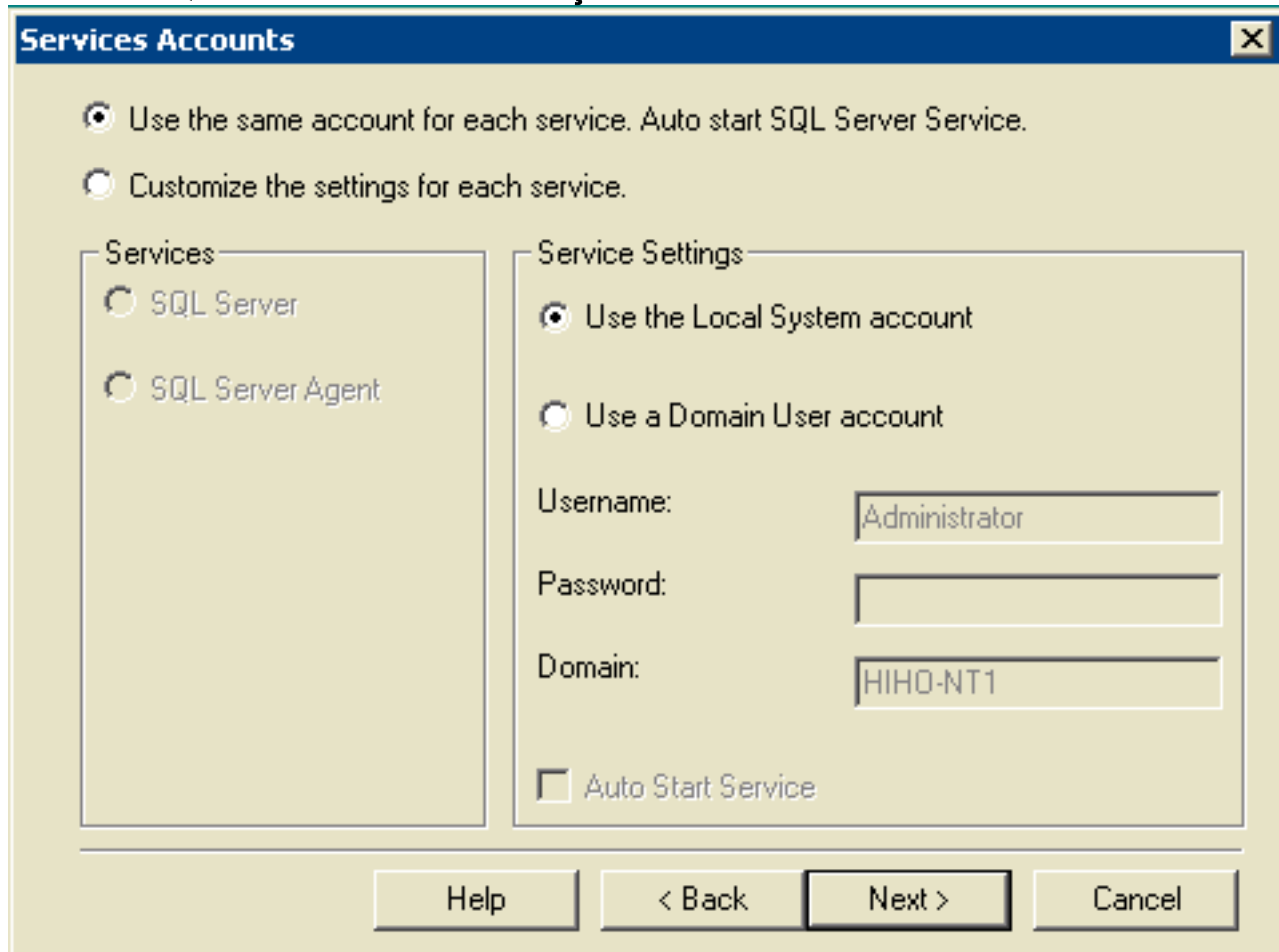 Services Accounts
Use the same account for each service. Auto start SQL Server Service.
Customize the settings for each service.
Services
SQL Server
SQL Server Agent
Service Settings
Use the Local System account
Use a Domain User account
Username: Administrator
Password:
Domain: HIHO-NT1
Auto Start Service
Help < Back Next > Cancel